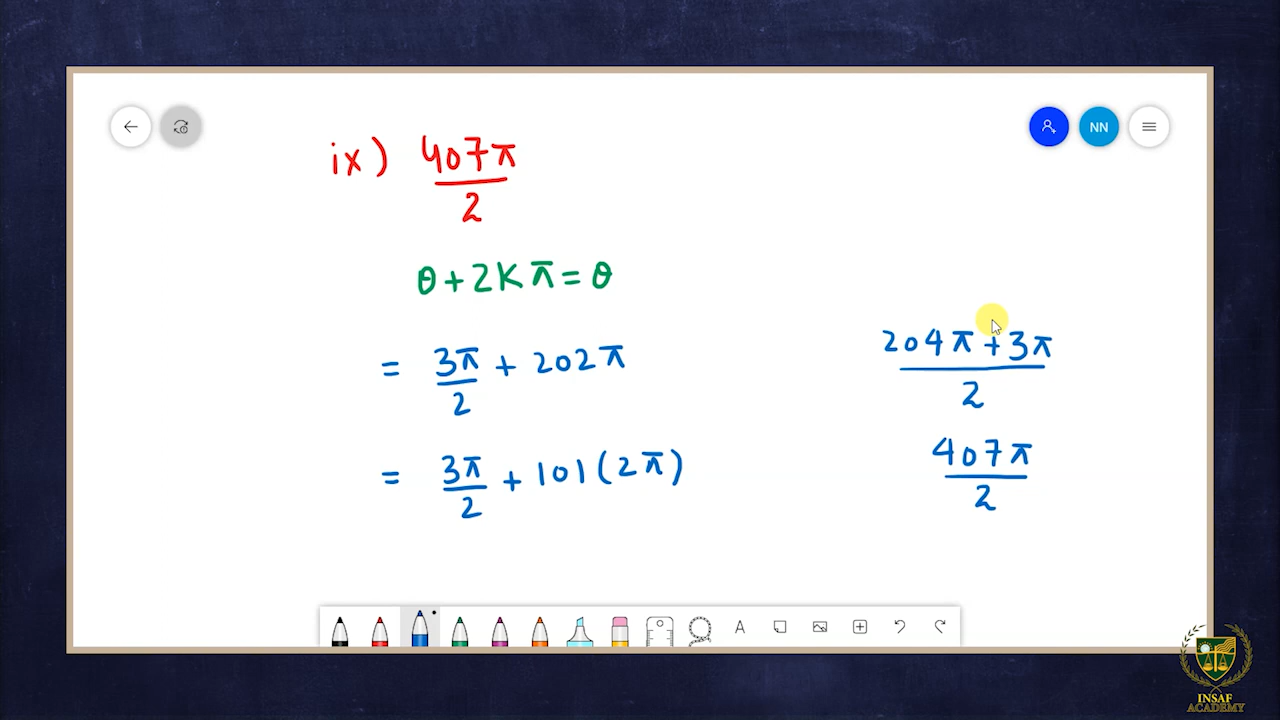 NN
ix) 407π/2
θ+2Kπ=θ
= 3π/2 + 202π
= 3π/2 + 101(2π)
204π+3π/2
407π/2
A
INSAF
ACADEMY